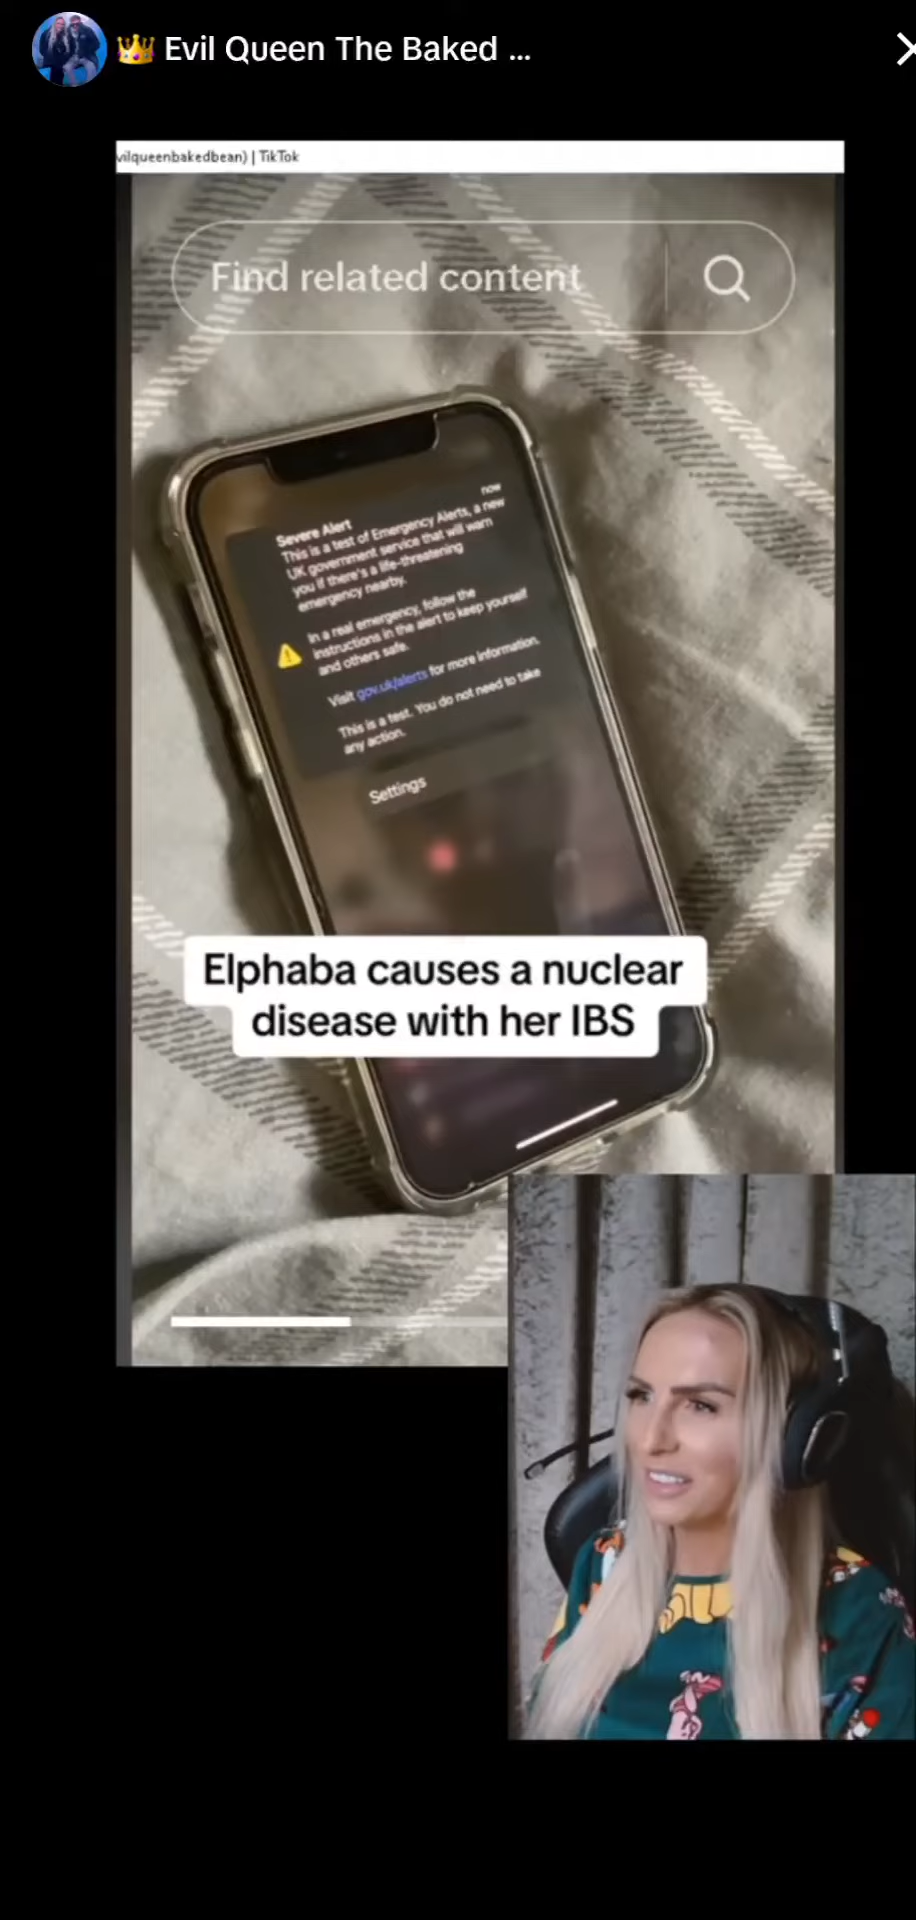 👑 Evil Queen The Baked ...
vilqueenbakedbean) | TikTok
Find related content
now
Severe Alert
This is a test of Emergency Alerts, a new
UK government service that will warn
you if there's a life-threatening
emergency nearby.
In a real emergency, follow the
instructions in the alert to keep yourself
and others safe.
Visit gov.uk/alerts for more information.
This is a test. You do not need to take
any action.
Settings
Elphaba causes a nuclear
disease with her IBS